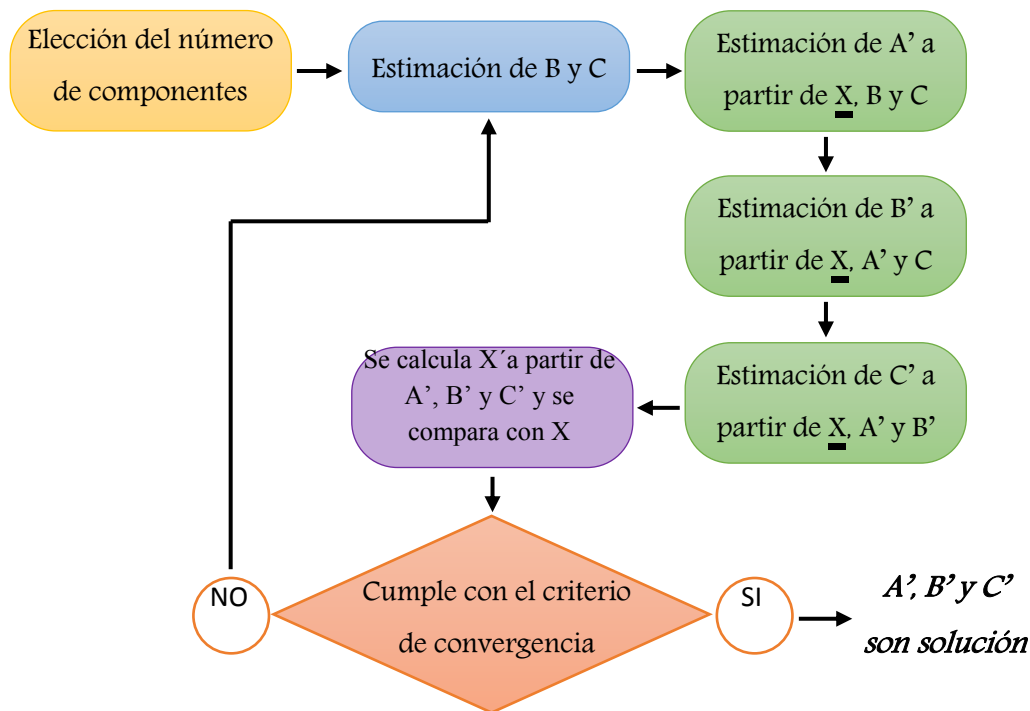 Elección del número
de componentes
Estimación de B y C
Estimación de A’ a
partir de X, B y C
Estimación de B’ a
partir de X, A’ y C
Estimación de C’ a
partir de X, A’ y B’
Se calcula X´a partir de
A’, B’ y C’ y se
compara con X
Cumple con el criterio
de convergencia
NO
SI
A’, B’ y C’
son solución